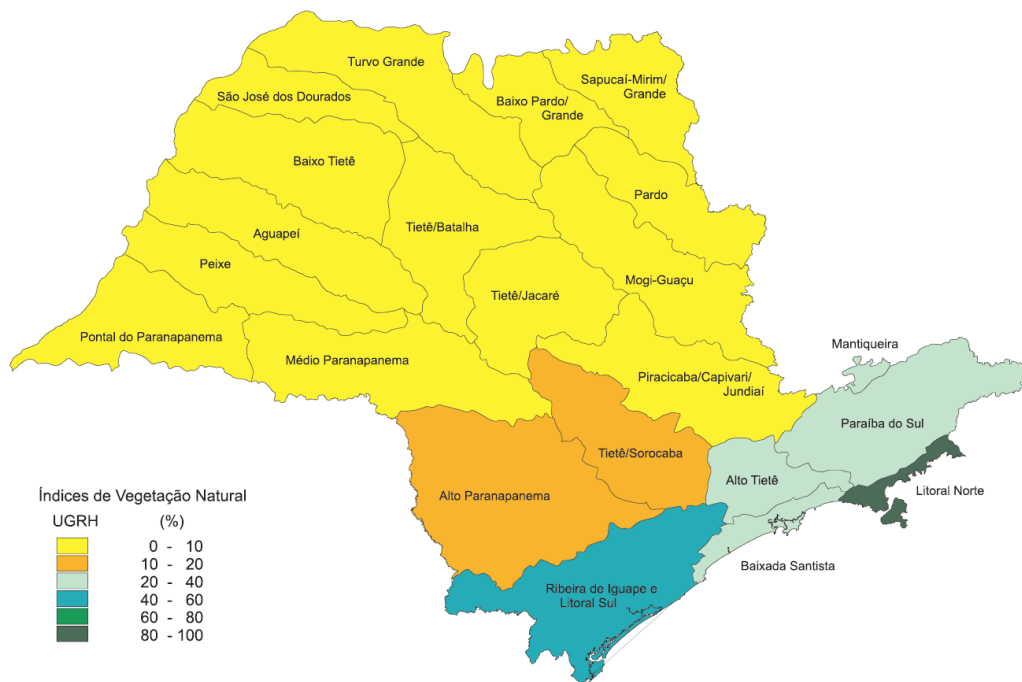 Turvo Grande
Sapucaí-Mirim/
Grande
São José dos Dourados
Baixo Pardo/
Grande
Baixo Tietê
Pardo
Tietê/Batalha
Aguapeí
Peixe
Mogi-Guaçu
Tietê/Jacaré
Pontal do Paranapanema
Médio Paranapanema
Mantiqueira
Piracicaba/Capivari/
Jundiaí
Paraíba do Sul
Tietê/Sorocaba
Alto Tietê
Alto Paranapanema
Litoral Norte
Baixada Santista
Ribeira de Iguape e
Litoral Sul
Índices de Vegetação Natural
UGRH (%)
0 - 10
10 - 20
20 - 40
40 - 60
60 - 80
80 - 100